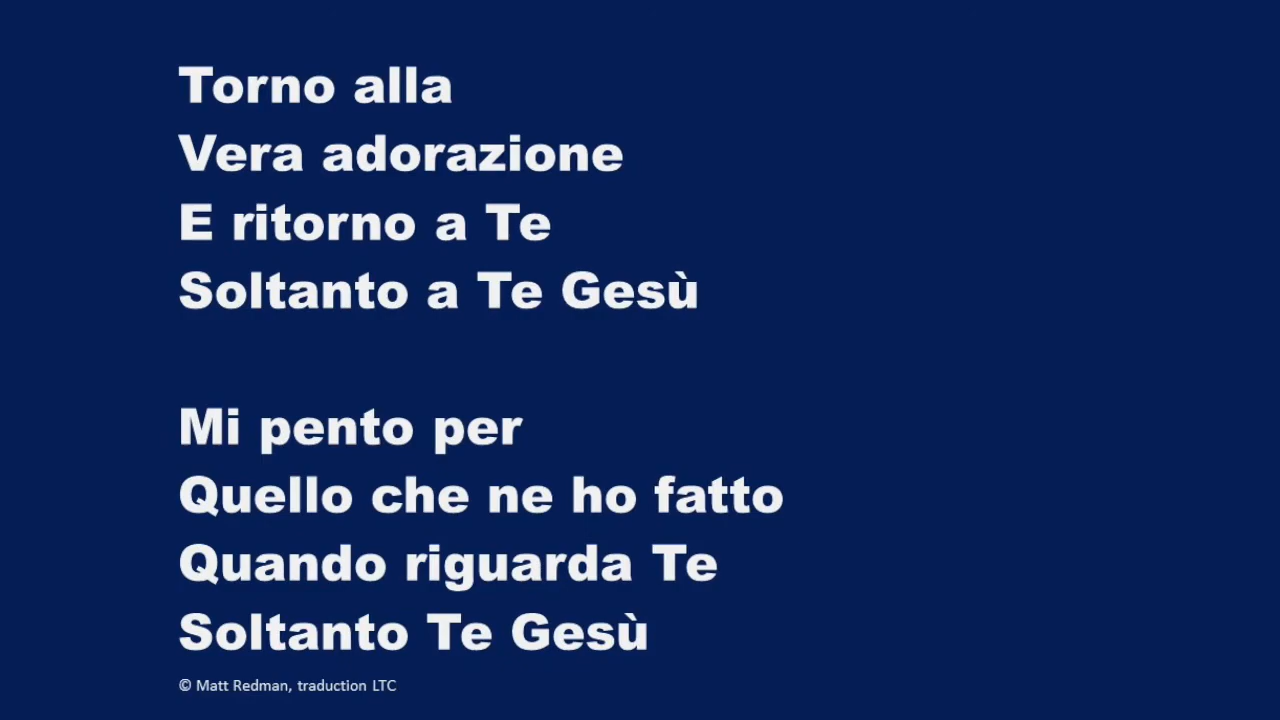 Torno alla
Vera adorazione
E ritorno a Te
Soltanto a Te Gesù
Mi pento per
Quello che ne ho fatto
Quando riguarda Te
Soltanto Te Gesù
© Matt Redman, traduction LTC